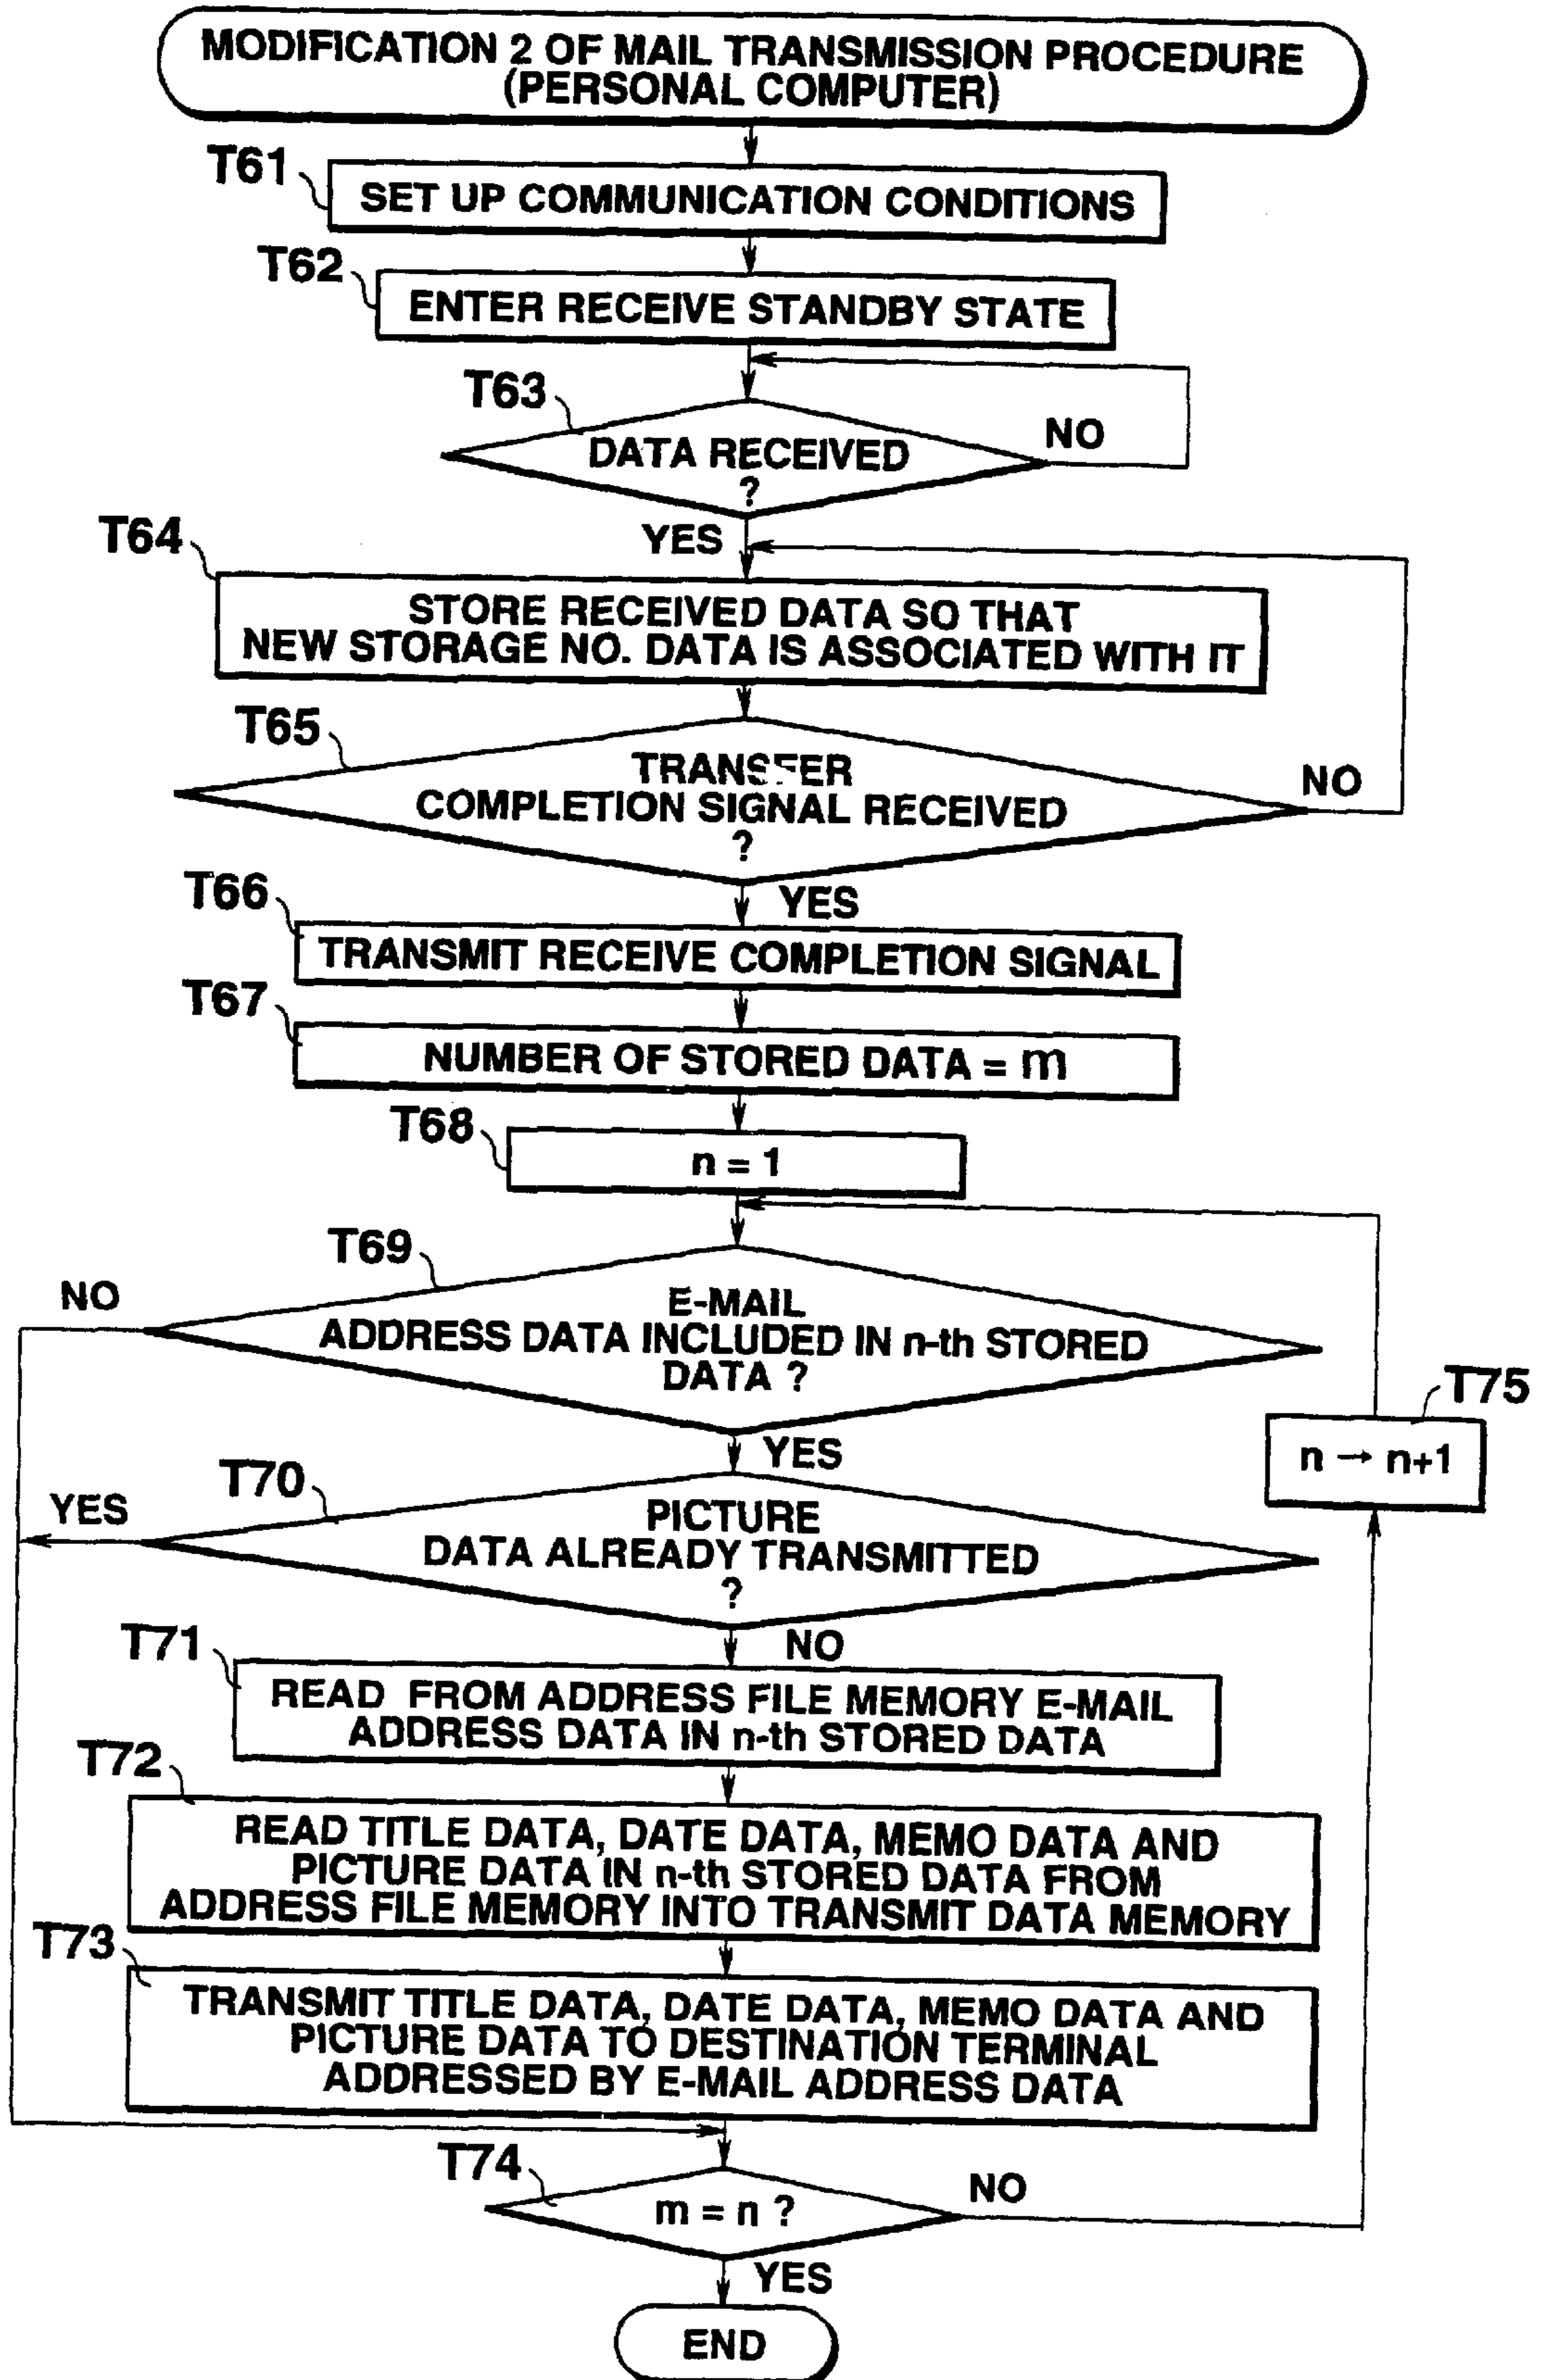 MODIFICATION 2 OF MAIL TRANSMISSION PROCEDURE
(PERSONAL COMPUTER)
T61
SET UP COMMUNICATION CONDITIONS
T62
ENTER RECEIVE STANDBY STATE
T63
DATA RECEIVED
?
NO
YES
T64
STORE RECEIVED DATA SO THAT
NEW STORAGE NO. DATA IS ASSOCIATED WITH IT
T65
TRANSFER
COMPLETION SIGNAL RECEIVED
?
NO
YES
T66
TRANSMIT RECEIVE COMPLETION SIGNAL
T67
NUMBER OF STORED DATA = m
T68
n = 1
T69
NO
E-MAIL
ADDRESS DATA INCLUDED IN n-th STORED
DATA ?
YES
T75
n → n+1
T70
YES
PICTURE
DATA ALREADY TRANSMITTED
?
NO
T71
READ FROM ADDRESS FILE MEMORY E-MAIL
ADDRESS DATA IN n-th STORED DATA
T72
READ TITLE DATA, DATE DATA, MEMO DATA AND
PICTURE DATA IN n-th STORED DATA FROM
ADDRESS FILE MEMORY INTO TRANSMIT DATA MEMORY
T73
TRANSMIT TITLE DATA, DATE DATA, MEMO DATA AND
PICTURE DATA TO DESTINATION TERMINAL
ADDRESSED BY E-MAIL ADDRESS DATA
T74
m = n ?
NO
YES
END